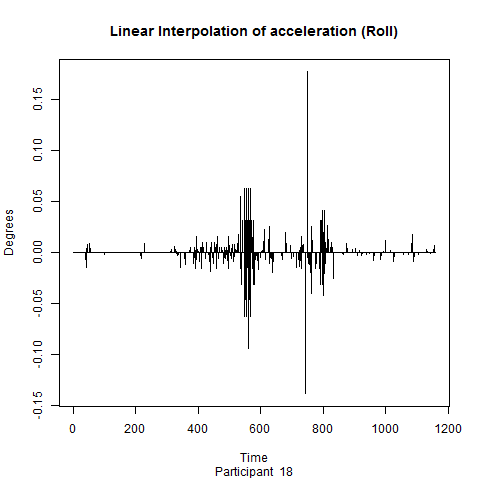 Linear Interpolation of acceleration (Roll)
Degrees
0.15
0.10
0.05
0.00
-0.05
-0.10
-0.15
0 200 400 600 800 1000 1200
Time
Participant 18